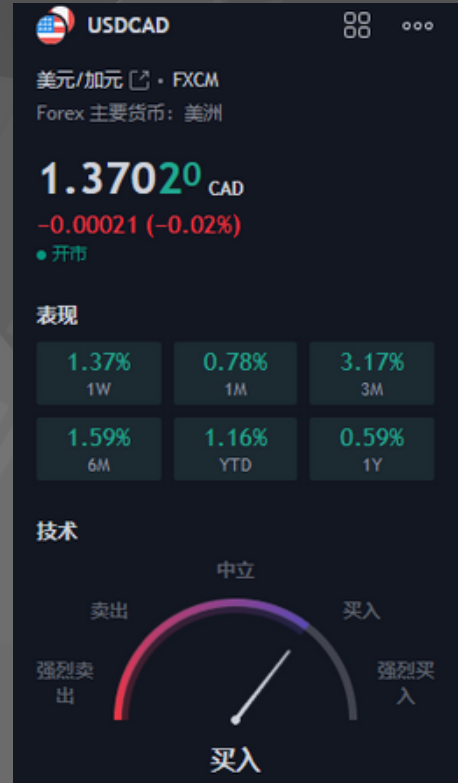 USDCAD
美元/加元 • FXCM
Forex 主要货币：美洲
1.37020 CAD
−0.00021 (−0.02%)
开市
表现
1.37% 0.78% 3.17%
1W 1M 3M
1.59% 1.16% 0.59%
6M YTD 1Y
技术
中立
卖出 买入
强烈卖出 强烈买入
买入